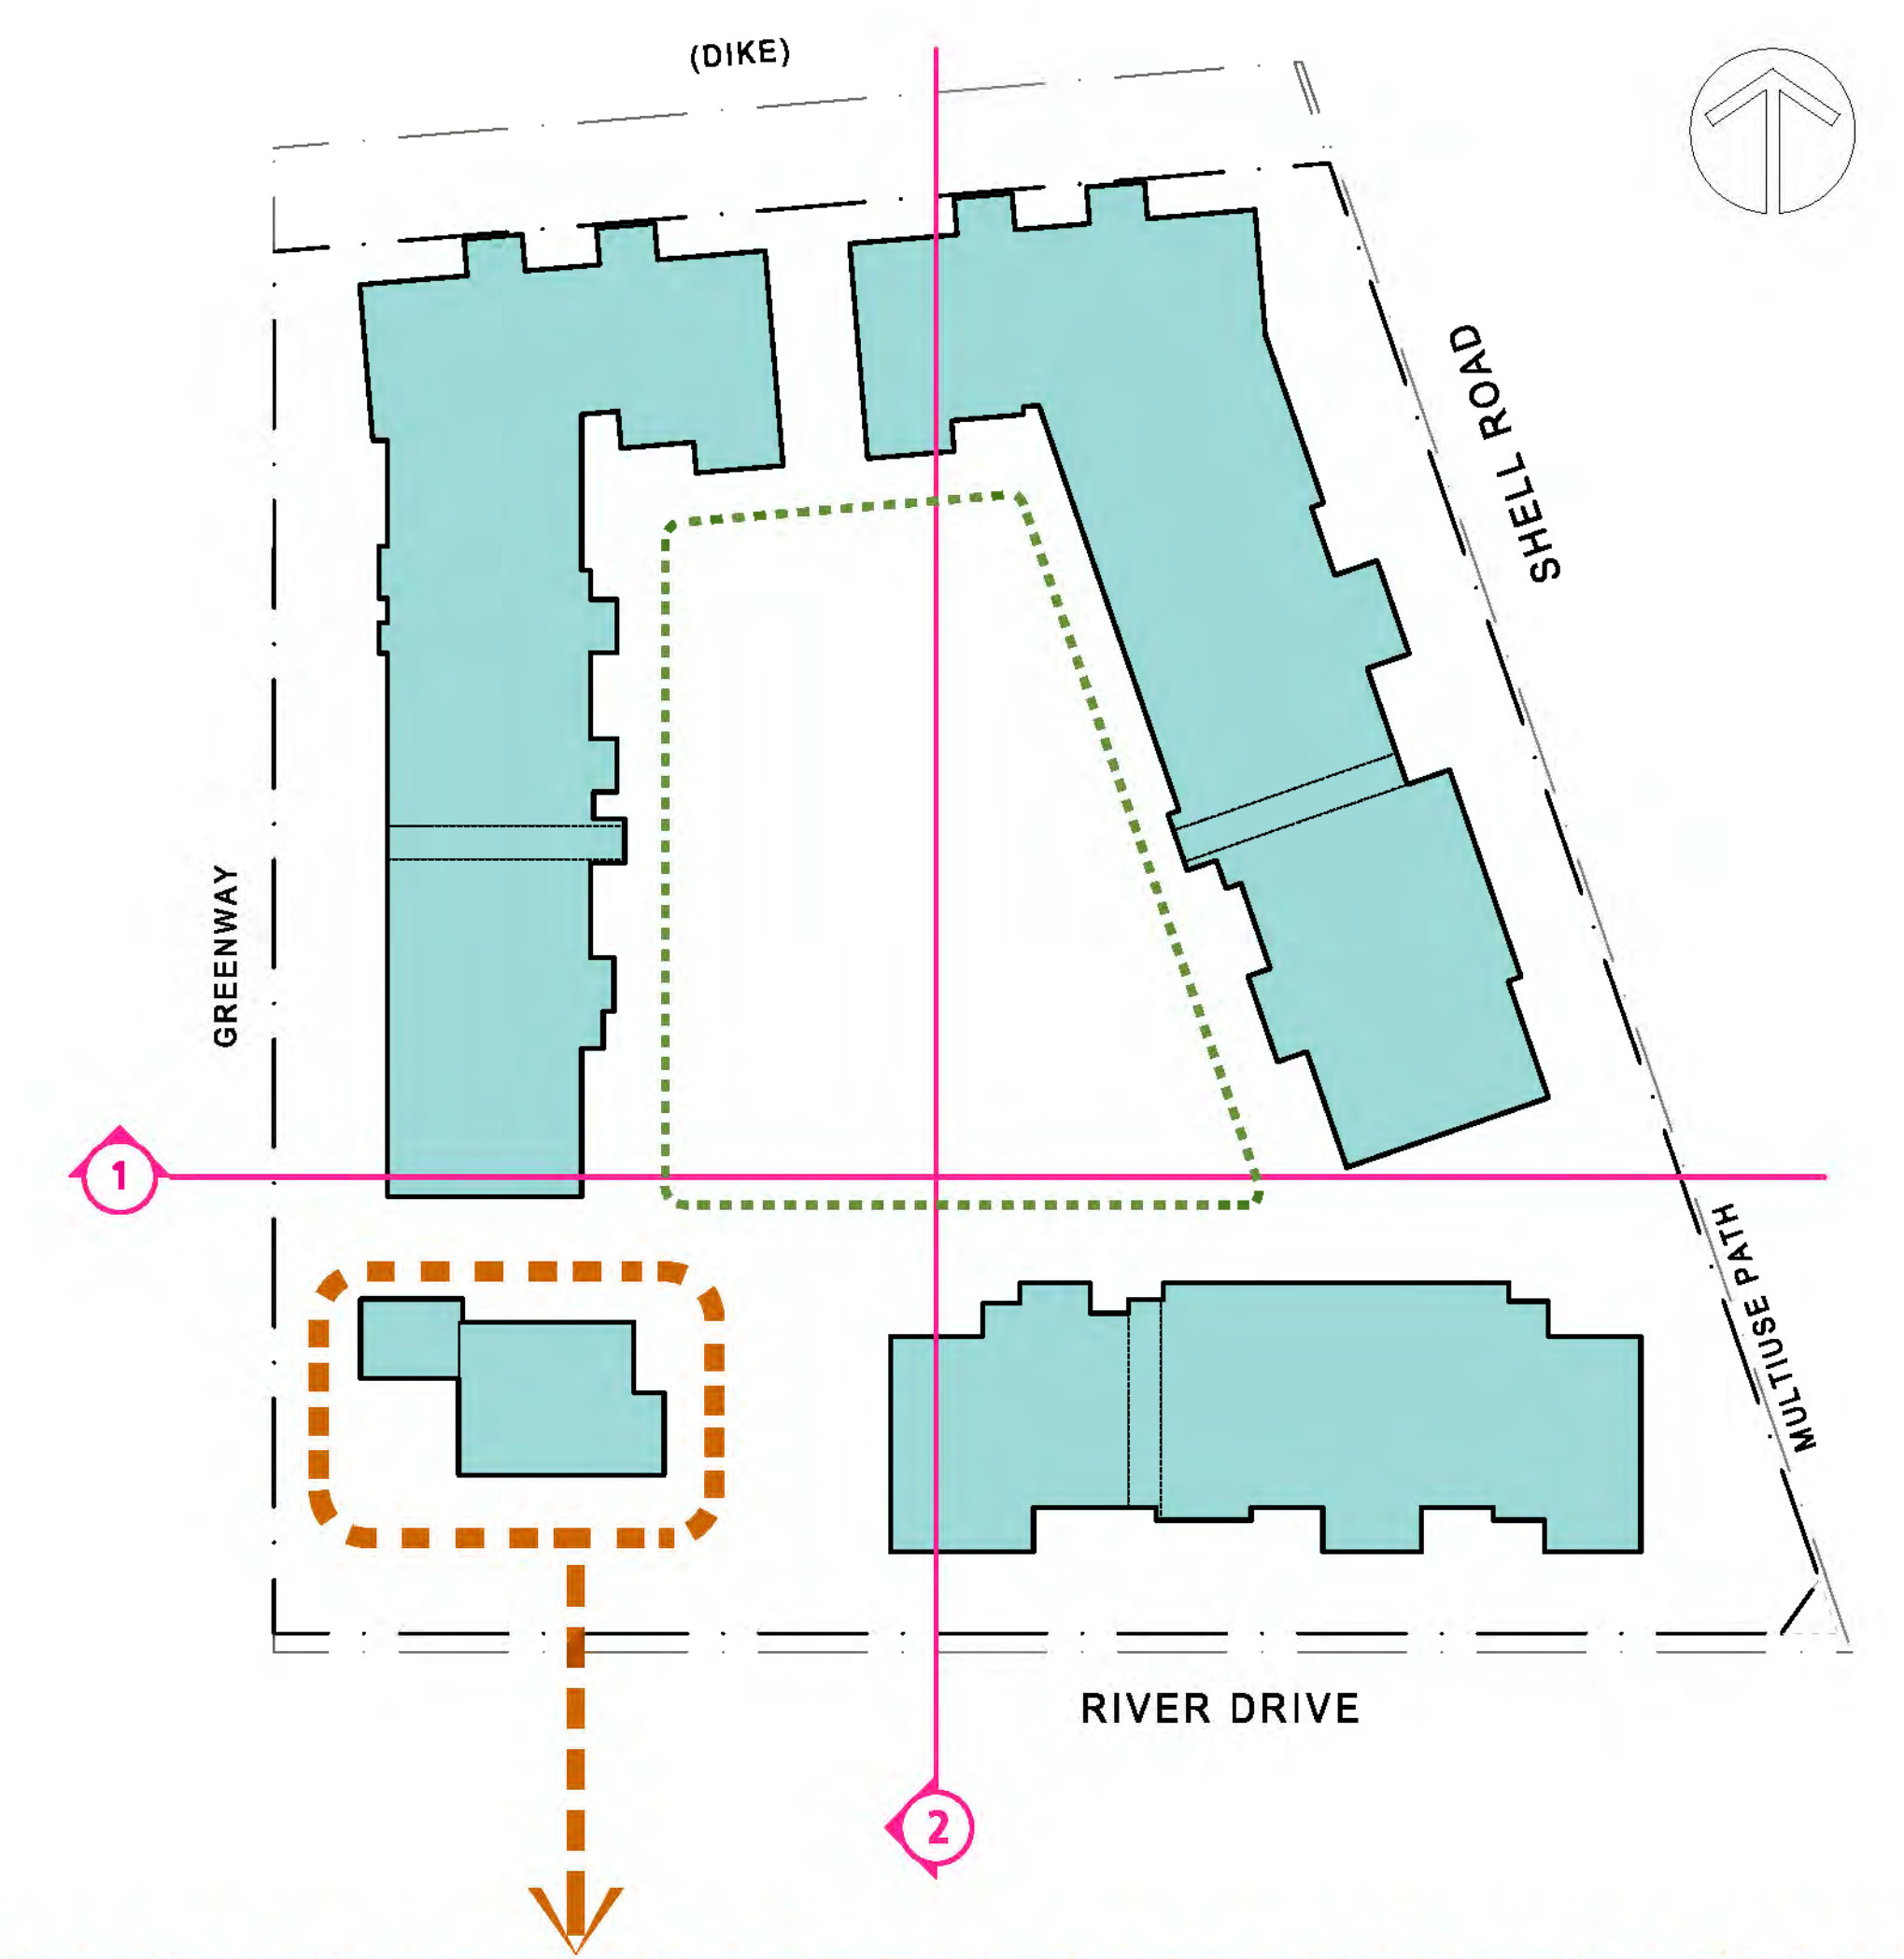 (DIKE)
SHELL ROAD
GREENWAY
1
MULTIUSE PATH
RIVER DRIVE
2